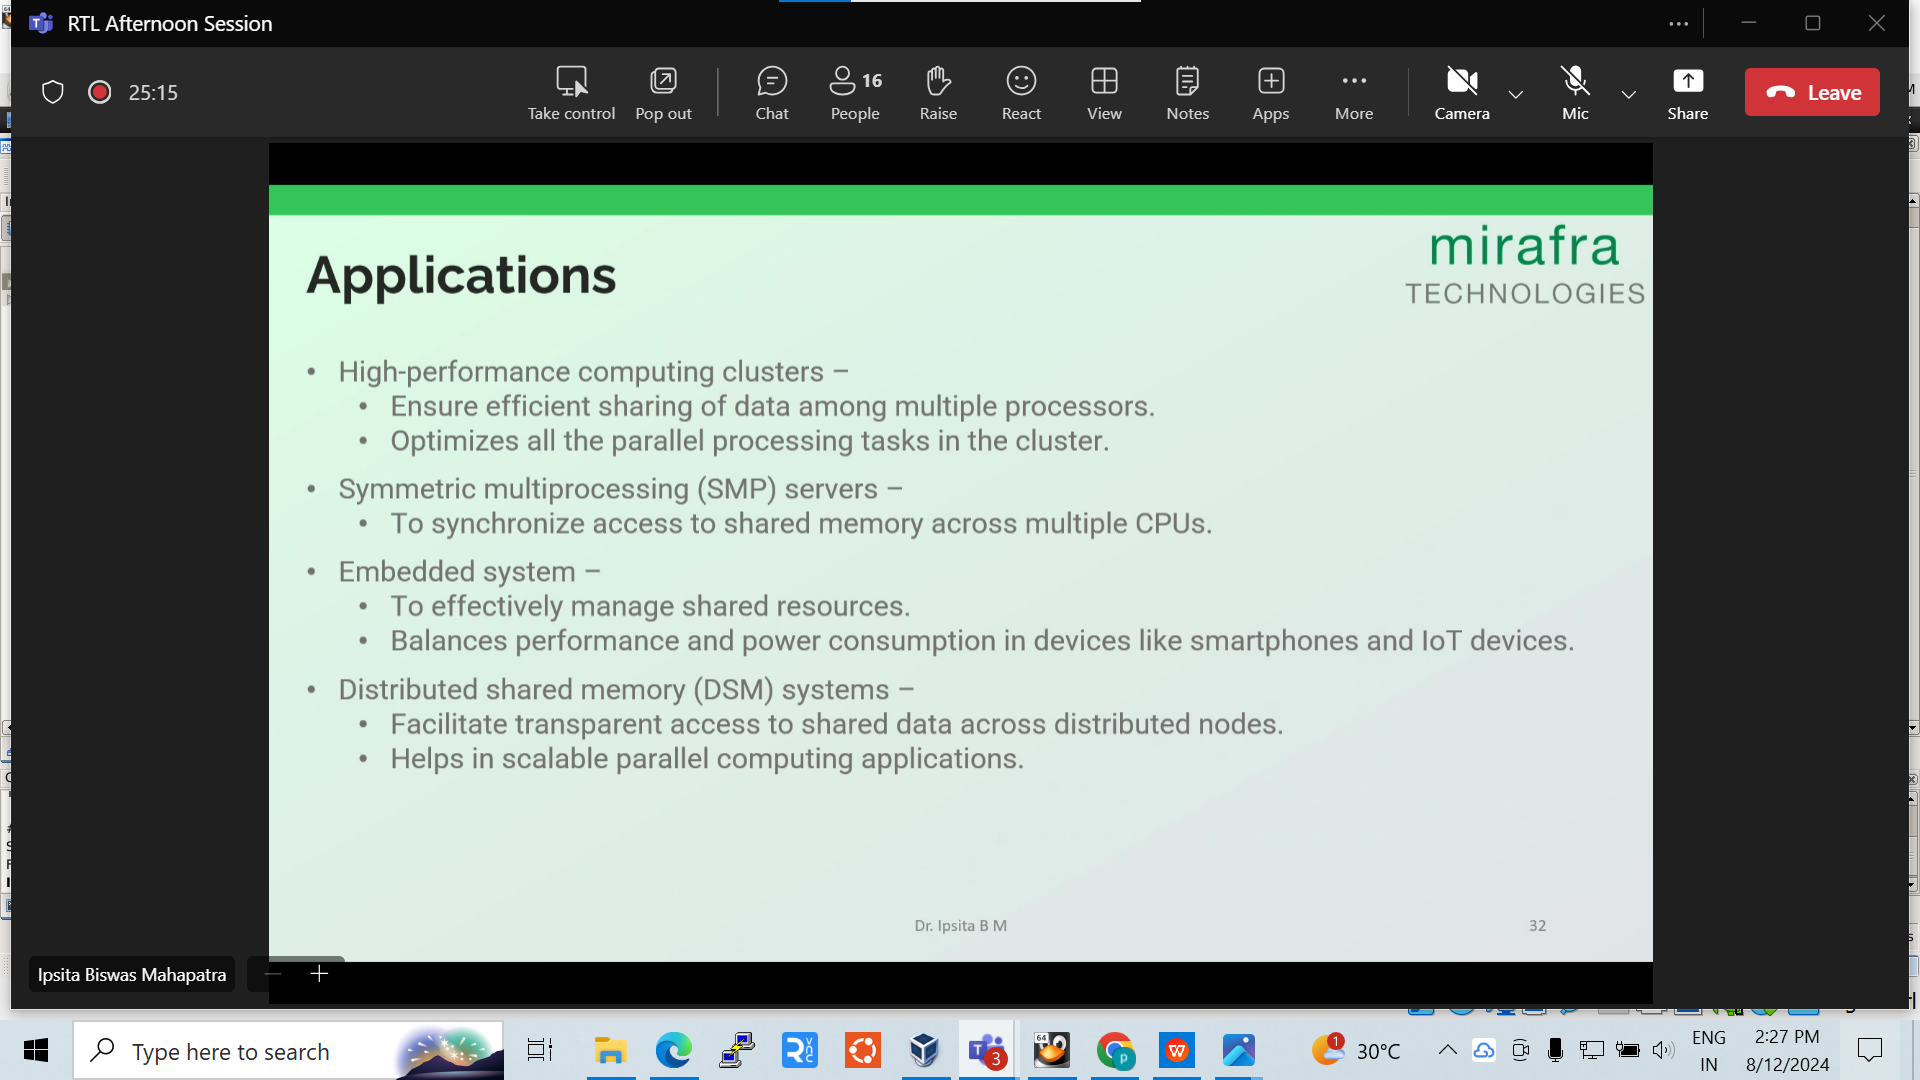 RTL Afternoon Session
25:15
Take control
Pop out
Chat
16
People
Raise
React
View
Notes
Apps
More
Camera
Mic
Share
Leave
Applications
mirafra
TECHNOLOGIES
• High-performance computing clusters –
• Ensure efficient sharing of data among multiple processors.
• Optimizes all the parallel processing tasks in the cluster.
• Symmetric multiprocessing (SMP) servers –
• To synchronize access to shared memory across multiple CPUs.
• Embedded system –
• To effectively manage shared resources.
• Balances performance and power consumption in devices like smartphones and IoT devices.
• Distributed shared memory (DSM) systems –
• Facilitate transparent access to shared data across distributed nodes.
• Helps in scalable parallel computing applications.
Dr. Ipsita B M
32
Ipsita Biswas Mahapatra
Type here to search
3
64
1
30°C
ENG
IN
2:27 PM
8/12/2024